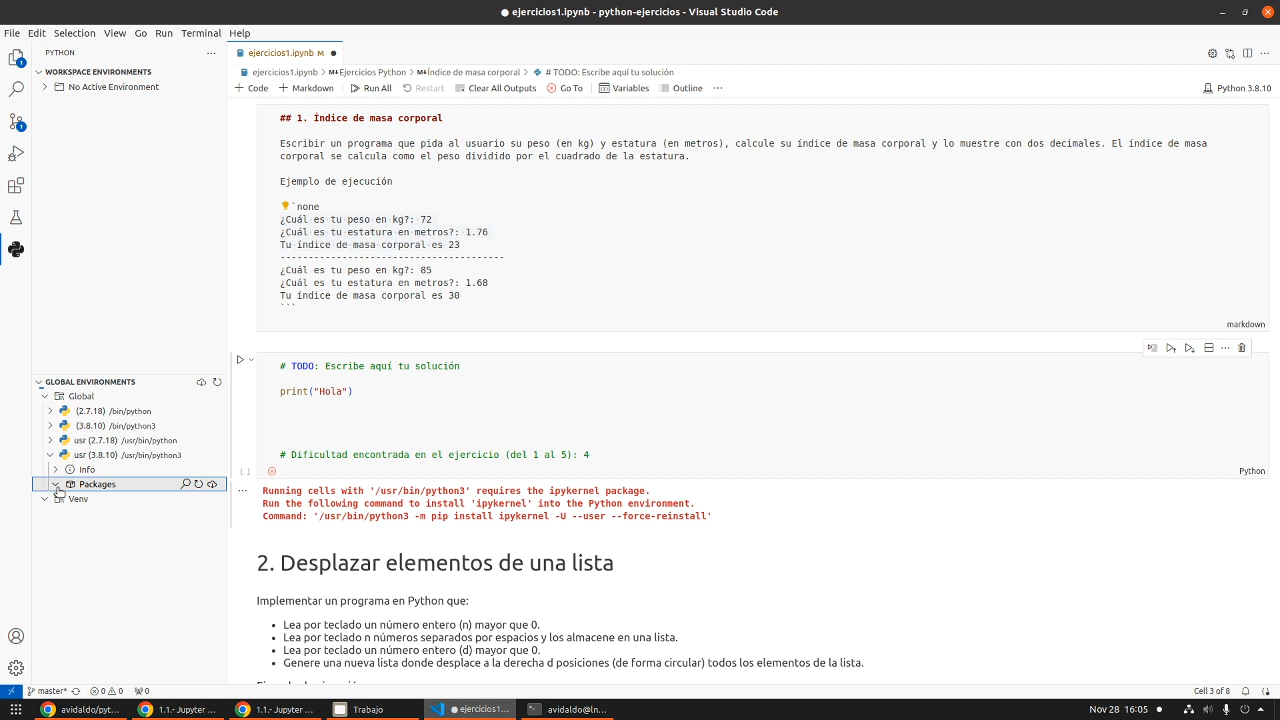 ● ejercicios1.ipynb - python-ejercicios - Visual Studio Code
File Edit Selection View Go Run Terminal Help
PYTHON
ejercicios1.ipynb M ●
WORKSPACE ENVIRONMENTS
No Active Environment
ejercicios1.ipynb > M↓Ejercicios Python > M↓Índice de masa corporal > # TODO: Escribe aquí tu solución
+ Code + Markdown Run All Restart Clear All Outputs Go To Variables Outline ··· Python 3.8.10
## 1. Índice de masa corporal
Escribir un programa que pida al usuario su peso (en kg) y estatura (en metros), calcule su índice de masa corporal y lo muestre con dos decimales. El índice de masa
corporal se calcula como el peso dividido por el cuadrado de la estatura.
Ejemplo de ejecución
`none
¿Cuál·es·tu·peso·en·kg?:·72
¿Cuál·es·tu·estatura·en·metros?:·1.76
Tu·índice·de·masa·corporal·es·23
----------------------------------------
¿Cuál es tu peso en kg?: 85
¿Cuál es tu estatura en metros?: 1.68
Tu índice de masa corporal es 30
```
markdown
# TODO: Escribe aquí tu solución
print("Hola")
# Dificultad encontrada en el ejercicio (del 1 al 5): 4
[ ]
Python
GLOBAL ENVIRONMENTS
Global
(2.7.18) /bin/python
(3.8.10) /bin/python3
usr (2.7.18) /usr/bin/python
usr (3.8.10) /usr/bin/python3
Info
Packages
Venv
Running cells with '/usr/bin/python3' requires the ipykernel package.
Run the following command to install 'ipykernel' into the Python environment.
Command: '/usr/bin/python3 -m pip install ipykernel -U --user --force-reinstall'
2. Desplazar elementos de una lista
Implementar un programa en Python que:
• Lea por teclado un número entero (n) mayor que 0.
• Lea por teclado n números separados por espacios y los almacene en una lista.
• Lea por teclado un número entero (d) mayor que 0.
• Genere una nueva lista donde desplace a la derecha d posiciones (de forma circular) todos los elementos de la lista.
master* 0 0 0 Cell 3 of 8
avidaldo/pyt... 1.1.- Jupyter ... 1.1.- Jupyter ... Trabajo ● ejercicios1... avidaldo@ln... Nov 28 16:05